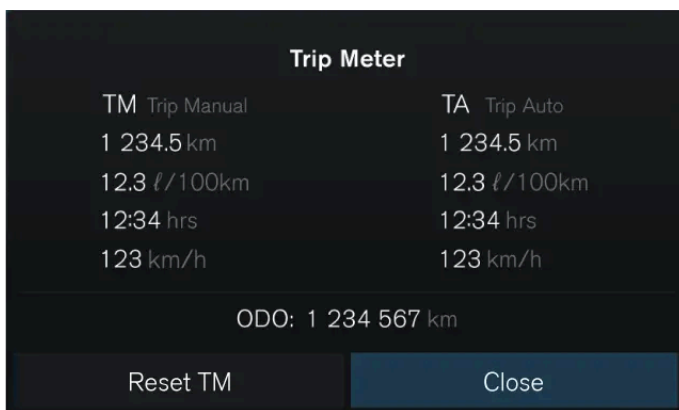 Trip Meter
TM Trip Manual
1 234.5 km
12.3 ℓ/100km
12:34 hrs
123 km/h
TA Trip Auto
1 234.5 km
12.3 ℓ/100km
12:34 hrs
123 km/h
ODO: 1 234 567 km
Reset TM
Close